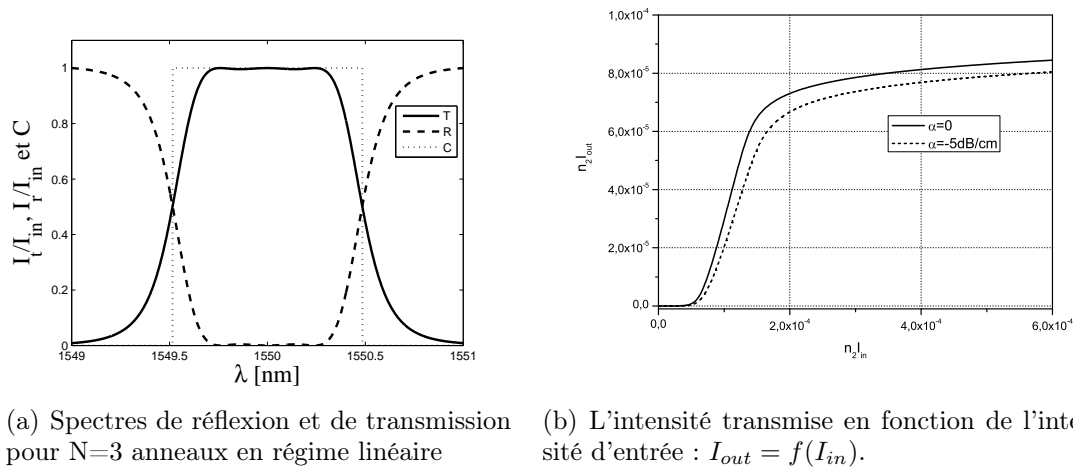 1
0.8
0.6
0.4
0.2
0
I_t/I_in, I_r/I_in et C
1549
1549.5
1550
1550.5
1551
λ [nm]
T
R
C
1,0x10^-4
8,0x10^-5
6,0x10^-5
4,0x10^-5
2,0x10^-5
0,0
n_2I_out
α=0
α=-5dB/cm
0,0
2,0x10^-4
4,0x10^-4
6,0x10^-4
n_2I_in
(a) Spectres de réflexion et de transmission
pour N=3 anneaux en régime linéaire
(b) L'intensité transmise en fonction de l'inte
sité d'entrée : I_out = f(I_in).